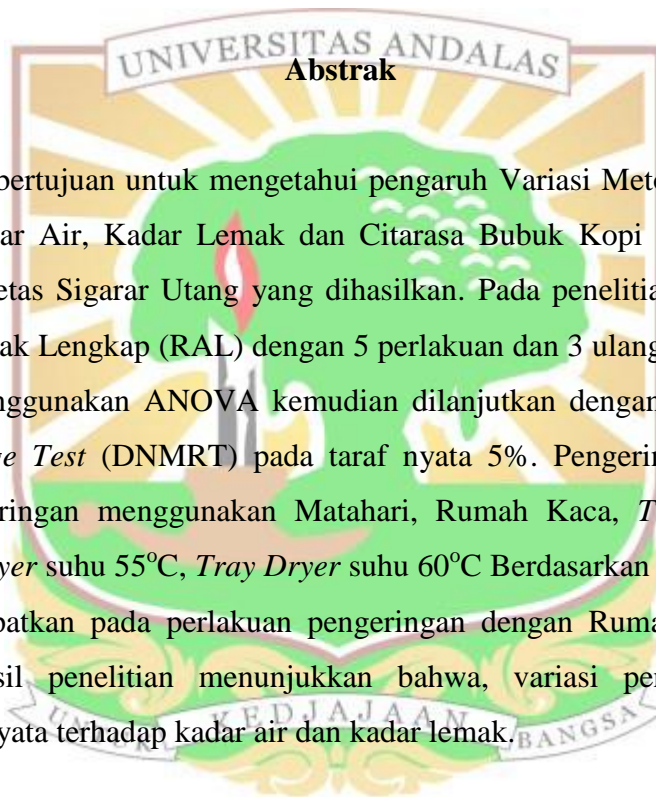 UNIVERSITAS ANDALAS
Abstrak
bertujuan untuk mengetahui pengaruh Variasi Met
ar Air, Kadar Lemak dan Citarasa Bubuk Kopi
etas Sigarar Utang yang dihasilkan. Pada penelitia
ak Lengkap (RAL) dengan 5 perlakuan dan 3 ulang
nggunakan ANOVA kemudian dilanjutkan dengan
ge Test (DNMRT) pada taraf nyata 5%. Pengerin
ringan menggunakan Matahari, Rumah Kaca, T
yer suhu 55°C, Tray Dryer suhu 60°C Berdasarkan
patkan pada perlakuan pengeringan dengan Ruma
sil penelitian menunjukkan bahwa, variasi per
yata terhadap kadar air dan kadar lemak.
UNTUK KEDJAJAAN BANGSA